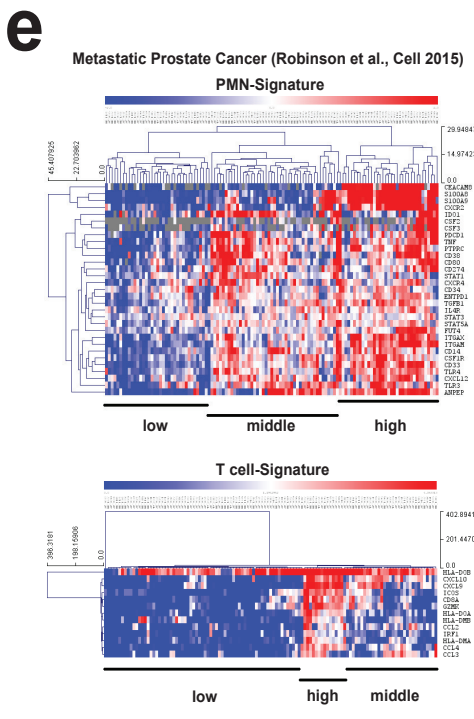 e
Metastatic Prostate Cancer (Robinson et al., Cell 2015)
PMN-Signature
45.407925
22.703962
0.0
29.94847
14.97421
0.0
CEACAM8
S100A8
S100A9
CXCR2
IDO1
CSF2
CSF3
PDCD1
TNF
PTPRC
CD38
CD80
CD274
STAT1
CXCR4
CD34
ENTPD1
TGFB1
IL4R
STAT3
STAT5A
FUT4
ITGAX
ITGAM
CD14
CSF1R
CD33
TLR4
CXCL12
TLR3
ANPEP
low middle high
T cell-Signature
396.3181
198.15906
0.0
402.8941
201.4470
0.0
HLA-DOB
CXCL10
CXCL9
ICOS
CD8A
GZMK
HLA-DOA
HLA-DMB
CCL2
IRF1
HLA-DMA
CCL4
CCL3
low high middle